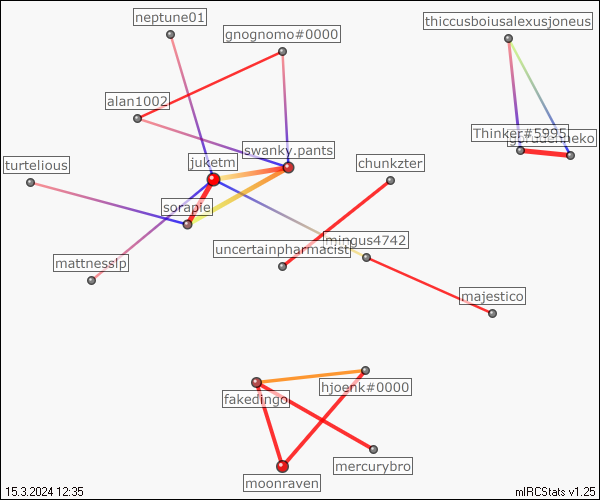 neptune01
thiccusboiusalexusjoneus
gnognomo#0000
alan1002
Thinker#5995
swanky.pants
juketm
chunkzter
turtelious
sorapie
mingus4742
uncertainpharmacist
mattnesslp
majestico
hjoenk#0000
fakedingo
mercurybro
moonraven
15.3.2024 12:35
mIRCStats v1.25